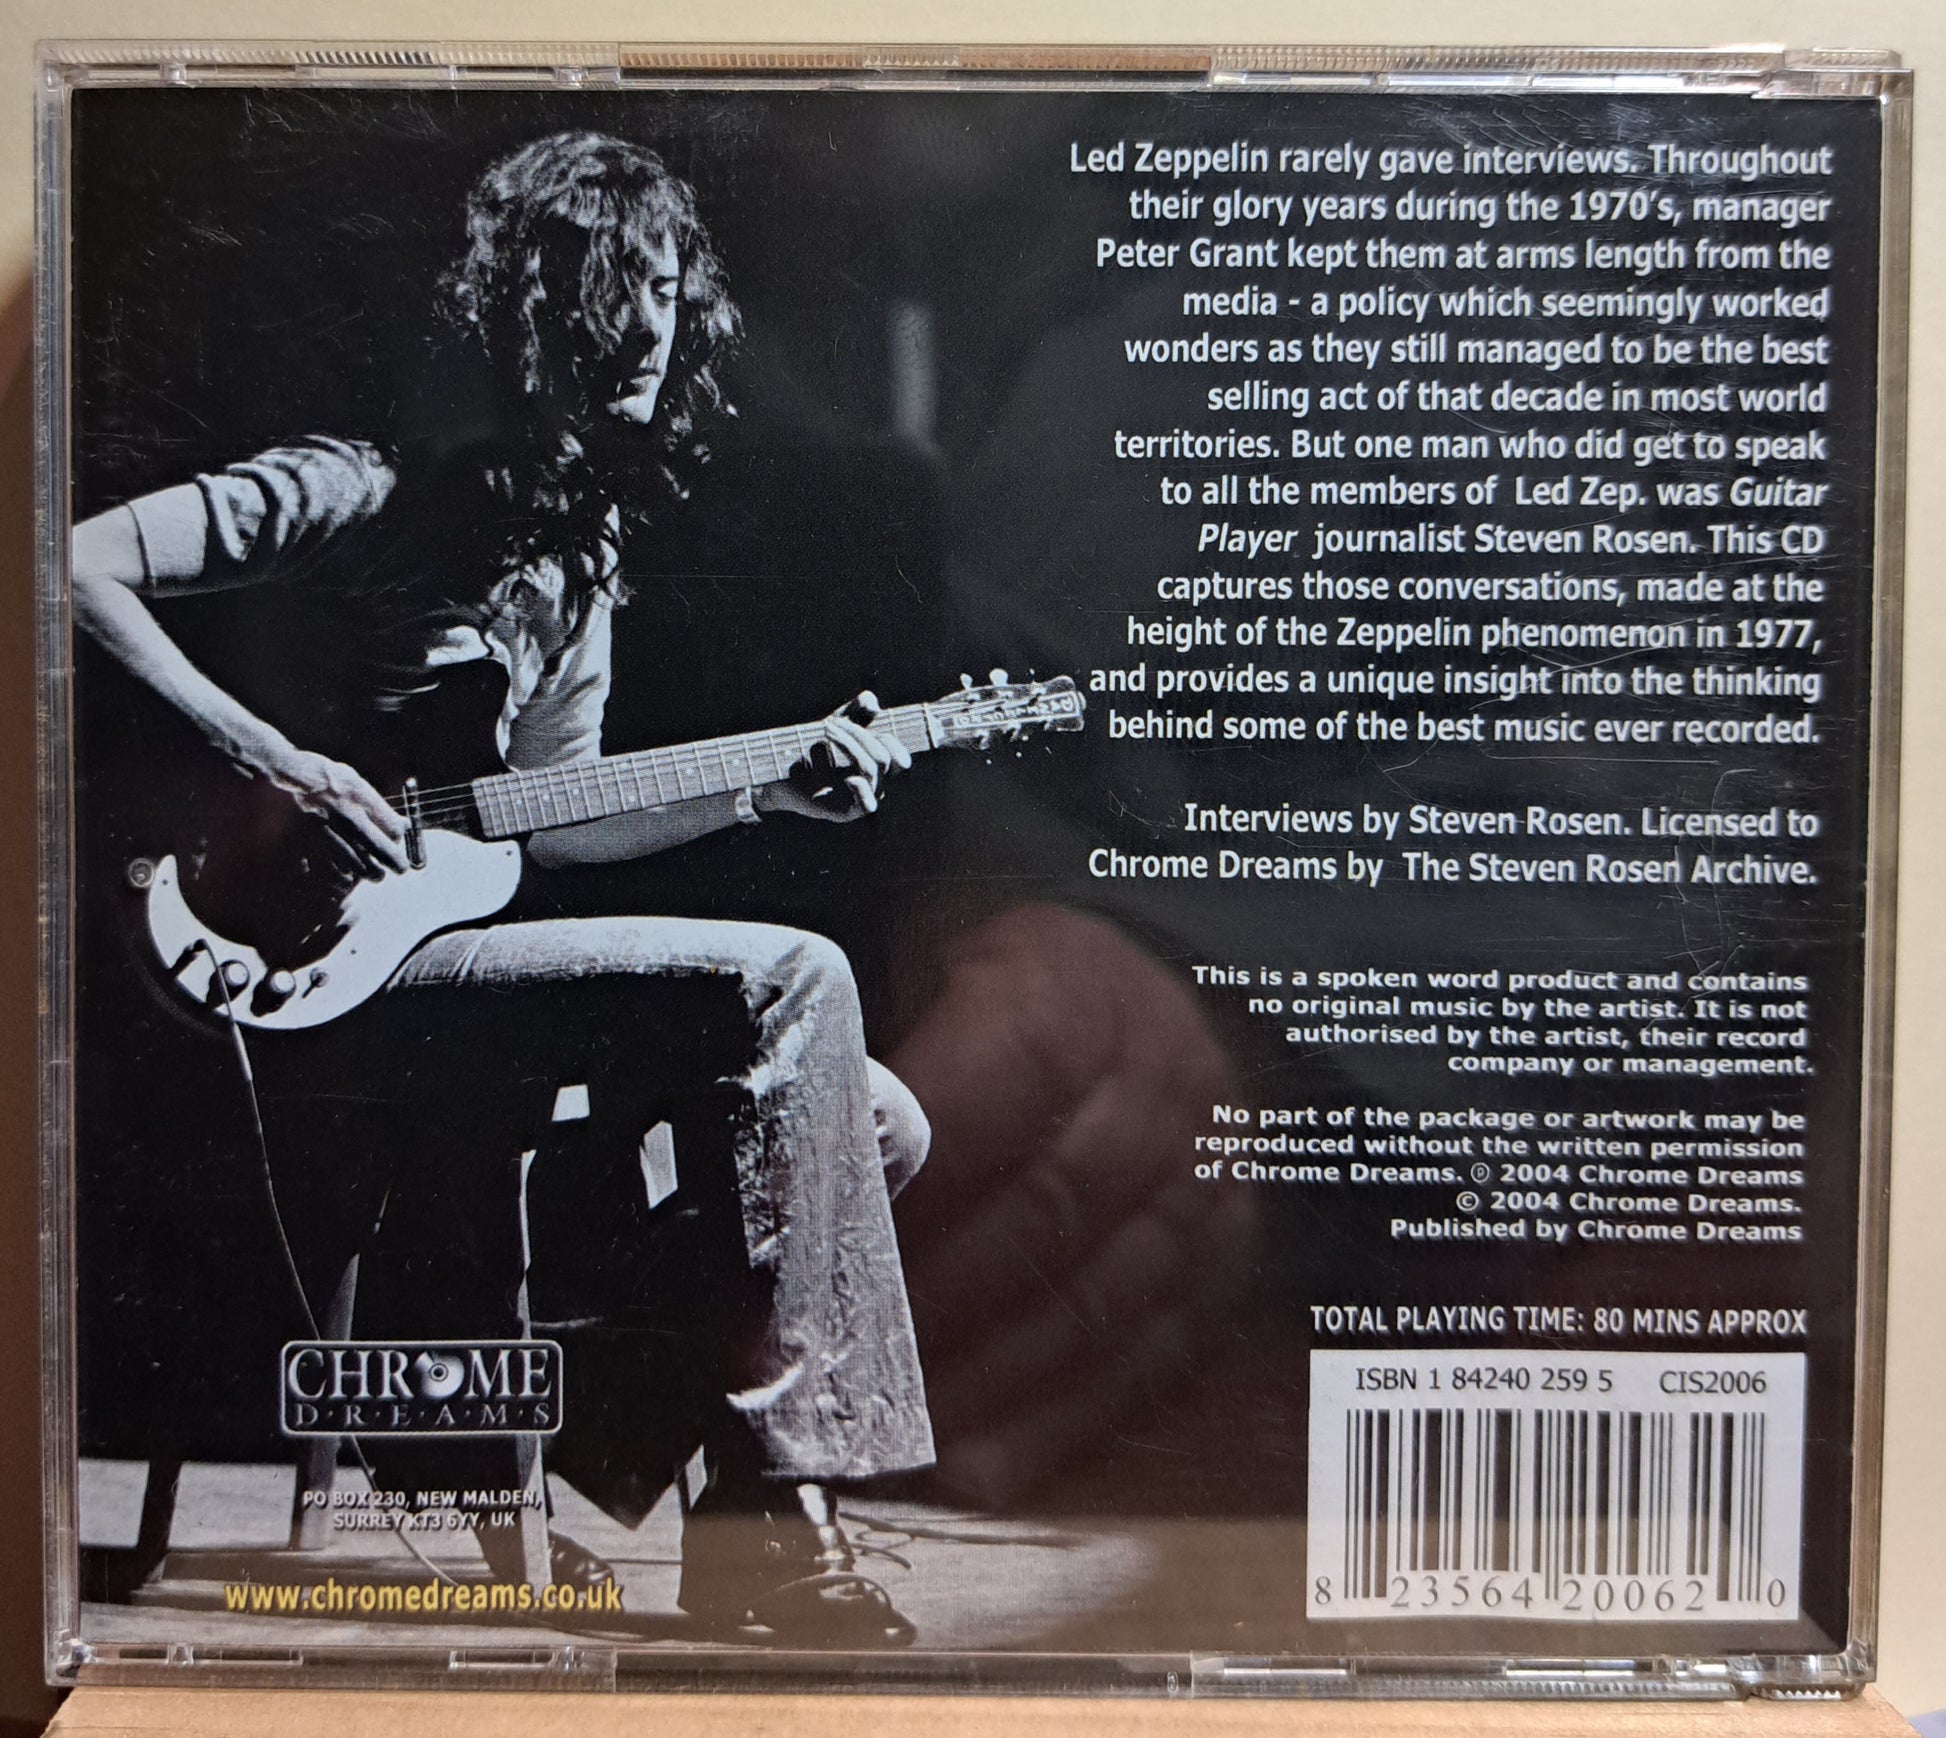 Led Zeppelin rarely gave interviews. Throughout
their glory years during the 1970's, manager
Peter Grant kept them at arms length from the
media - a policy which seemingly worked
wonders as they still managed to be the best
selling act of that decade in most world
territories. But one man who did get to speak
to all the members of Led Zep. was Guitar
Player journalist Steven Rosen. This CD
captures those conversations, made at the
height of the Zeppelin phenomenon in 1977,
and provides a unique insight into the thinking
behind some of the best music ever recorded.
Interviews by Steven Rosen. Licensed to
Chrome Dreams by The Steven Rosen Archive.
This is a spoken word product and contains
no original music by the artist. It is not
authorised by the artist, their record
company or management.
No part of the package or artwork may be
reproduced without the written permission
of Chrome Dreams. ℗ 2004 Chrome Dreams
© 2004 Chrome Dreams.
Published by Chrome Dreams
TOTAL PLAYING TIME: 80 MINS APPROX
ISBN 1 84240 259 5 CIS2006
8 23564 20062 0
CHROME
D·R·E·A·M·S
PO BOX 230, NEW MALDEN,
SURREY KT3 6YY, UK
www.chromedreams.co.uk